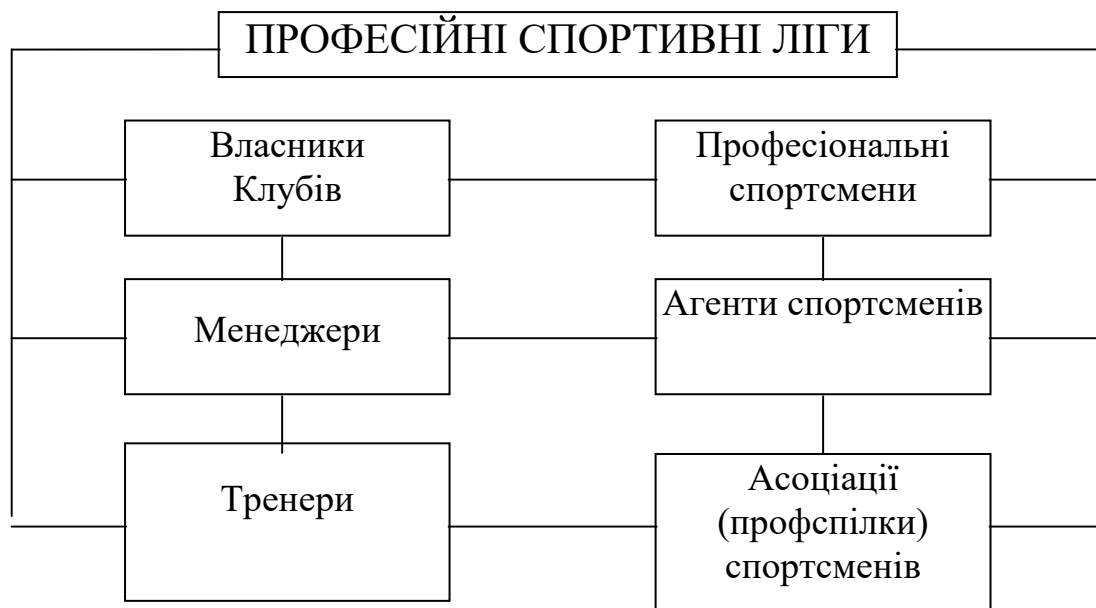 ПРОФЕСІЙНІ СПОРТИВНІ ЛІГИ
Власники
Клубів
Професіональні
спортсмени
Менеджери
Агенти спортсменів
Тренери
Асоціації
(профспілки)
спортсменів